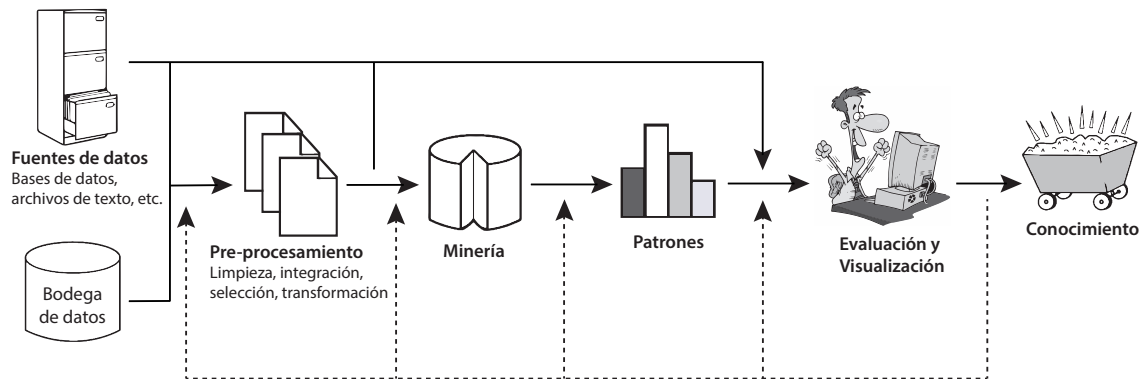 Fuentes de datos
Bases de datos,
archivos de texto, etc.
Bodega
de datos
Pre-procesamiento
Limpieza, integración,
selección, transformación
Minería
Patrones
Evaluación y
Visualización
Conocimiento